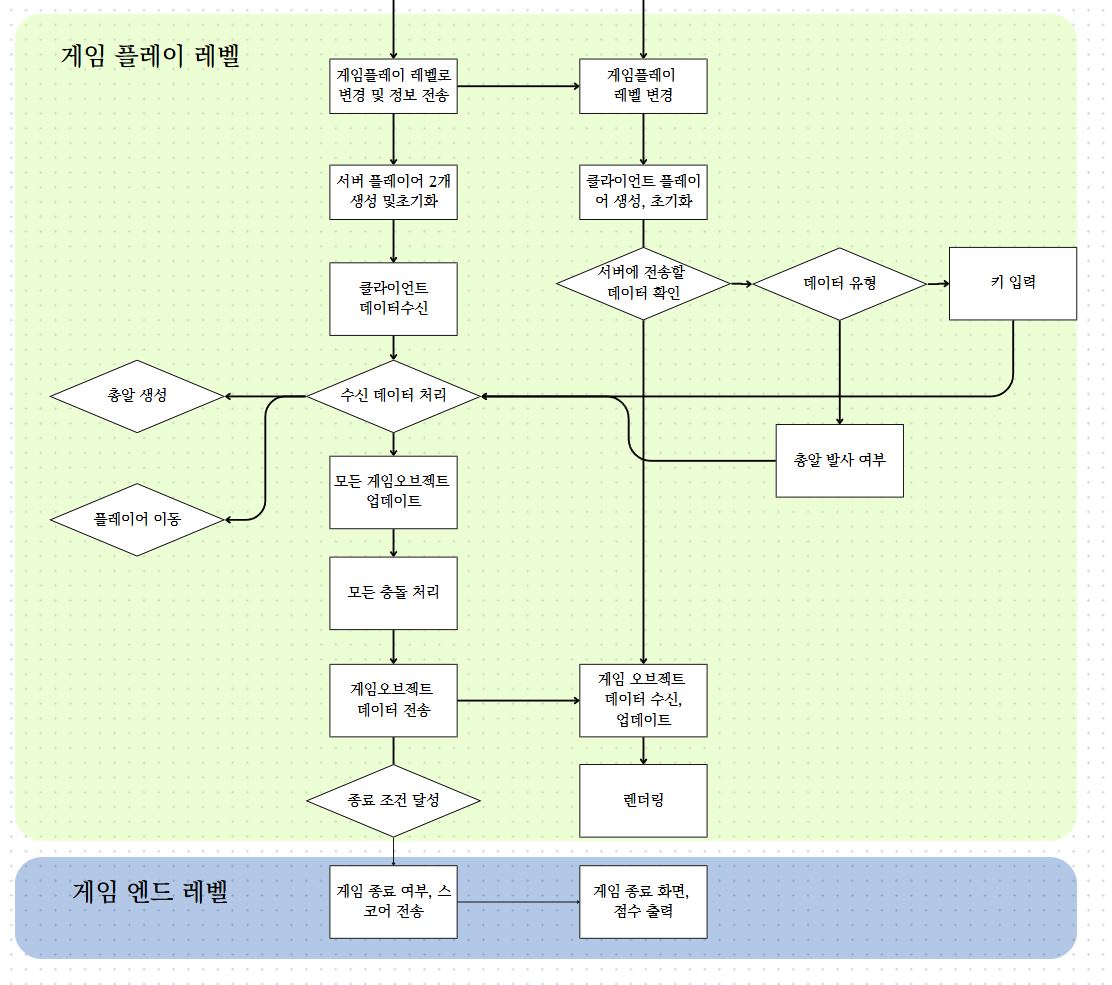 게임 플레이 레벨
게임플레이 레벨로
변경 및 정보 전송
게임플레이
레벨 변경
서버 플레이어 2개
생성 및초기화
클라이언트 플레이
어 생성, 초기화
클라이언트
데이터수신
서버에 전송할
데이터 확인
데이터 유형
키 입력
총알 생성
수신 데이터 처리
총알 발사 여부
모든 게임오브젝트
업데이트
플레이어 이동
모든 충돌 처리
게임오브젝트
데이터 전송
게임 오브젝트
데이터 수신,
업데이트
종료 조건 달성
렌더링
게임 엔드 레벨
게임 종료 여부, 스
코어 전송
게임 종료 화면,
점수 출력